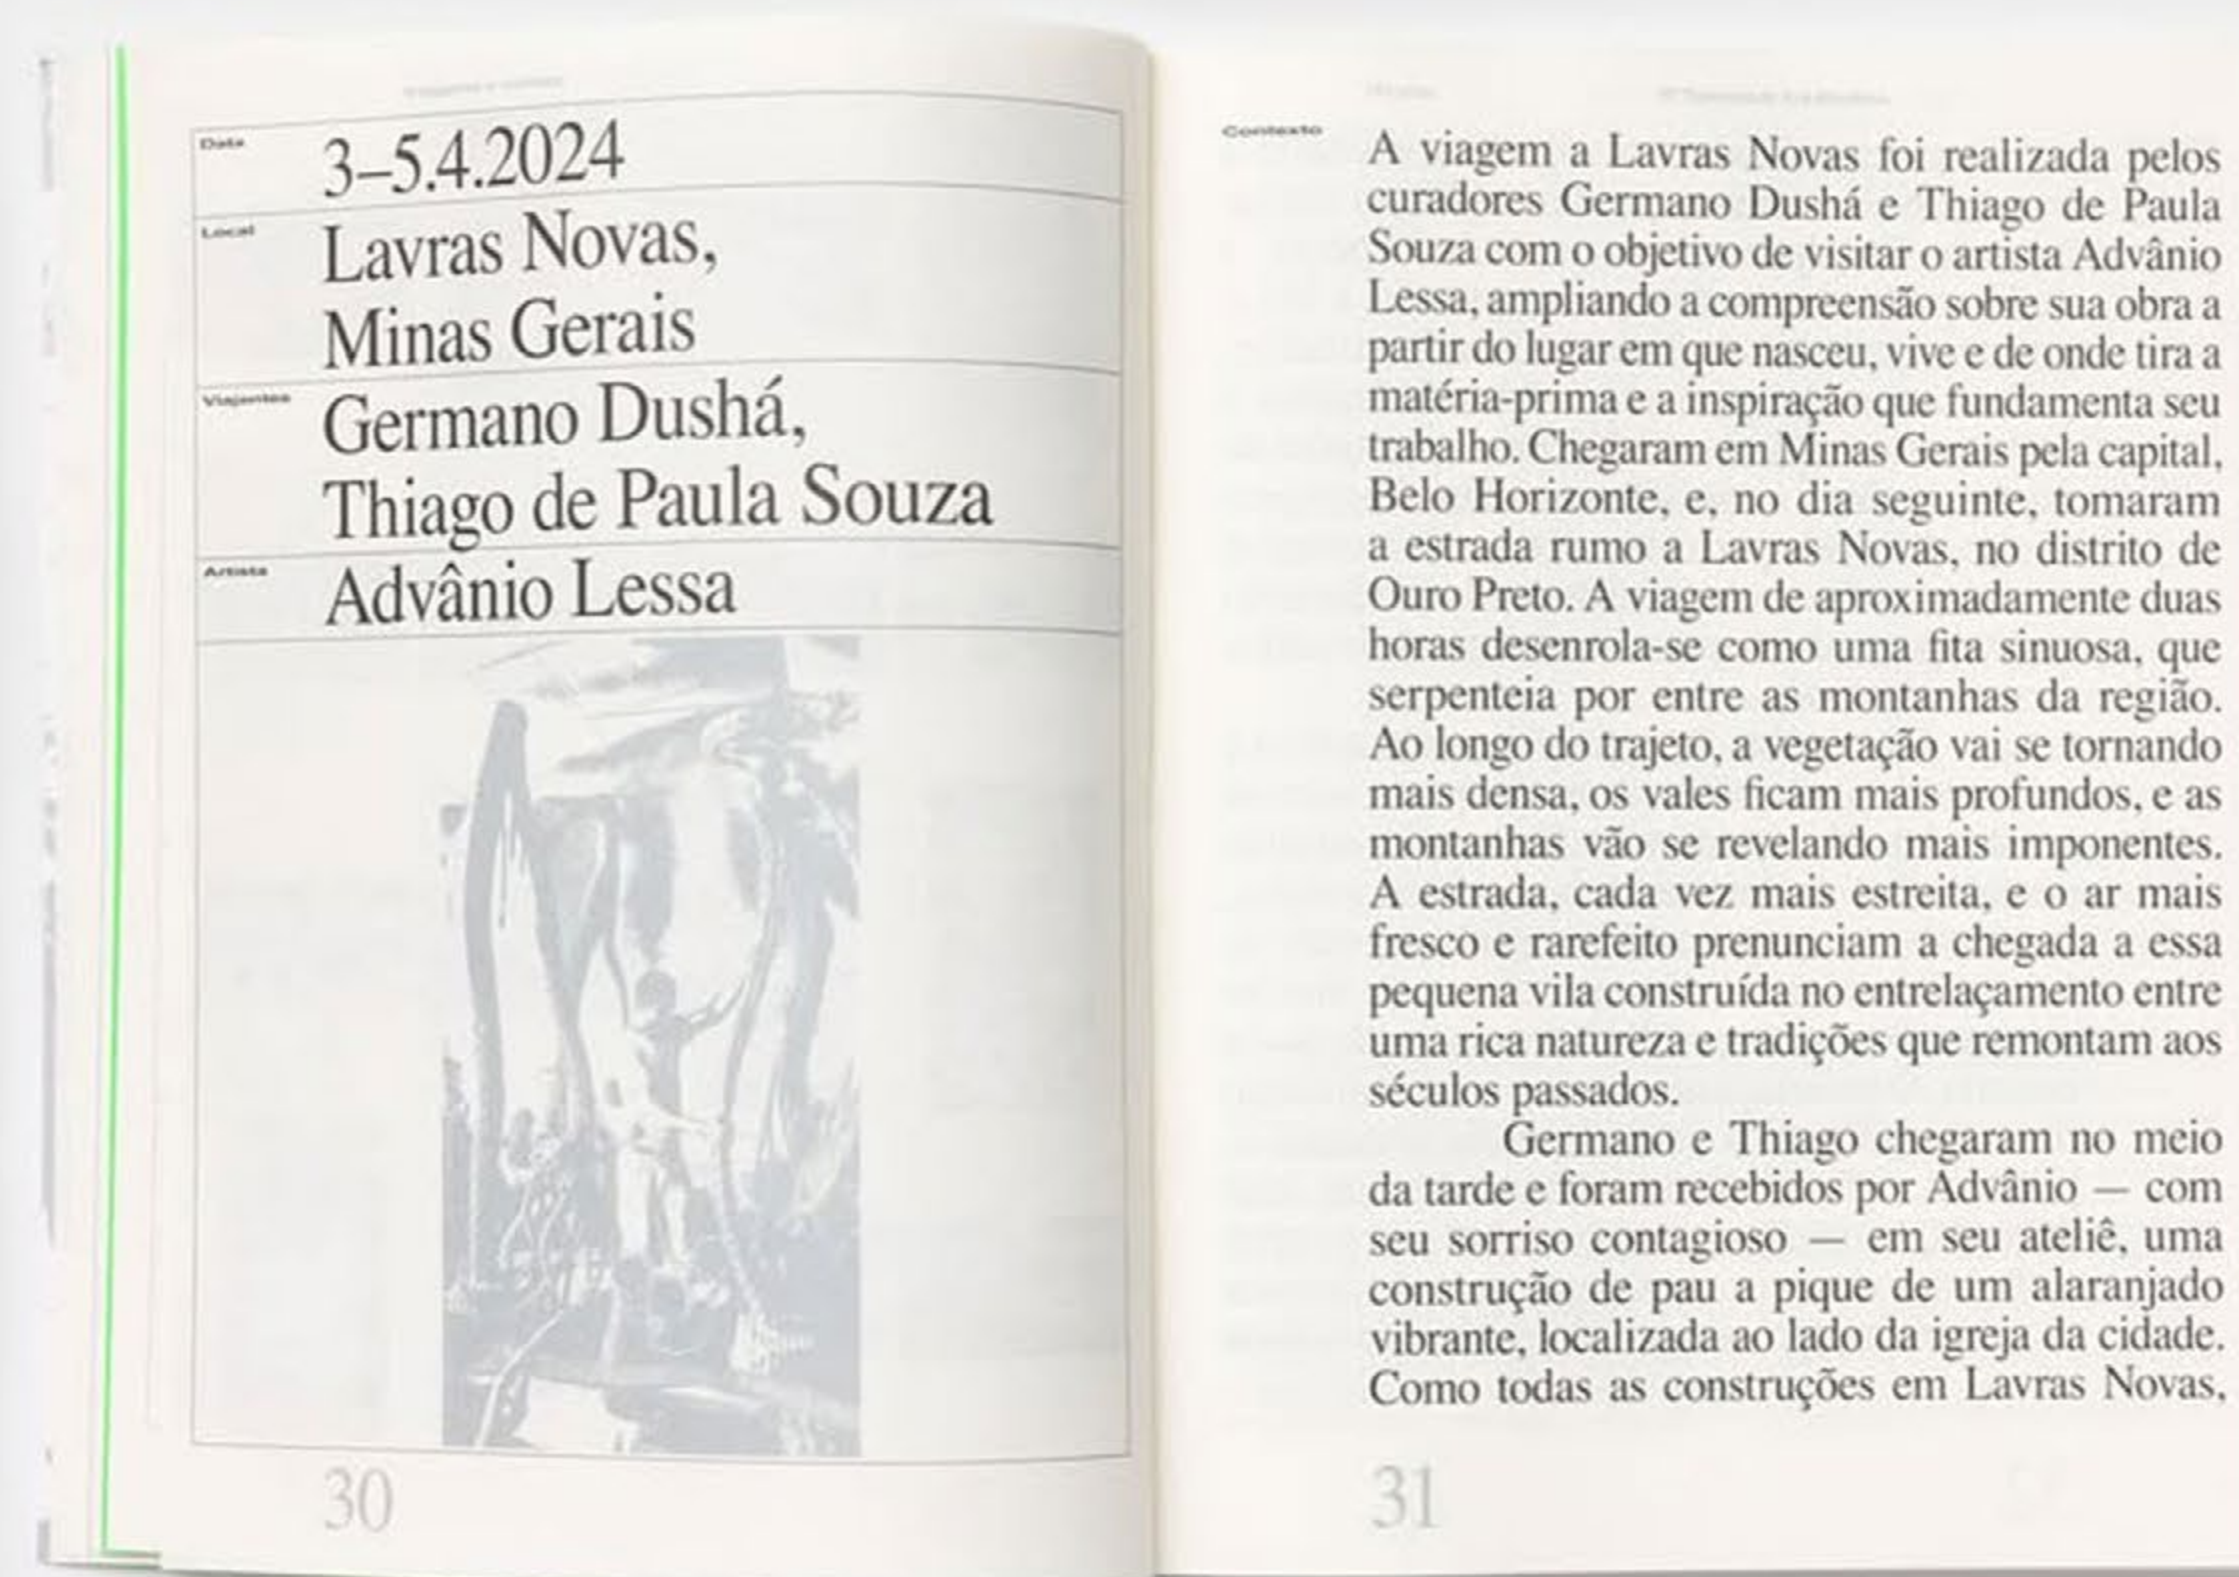 Data
3–5.4.2024
Local
Lavras Novas,
Minas Gerais
Viajantes
Germano Dushá,
Thiago de Paula Souza
Artista
Advânio Lessa
30
Contexto
A viagem a Lavras Novas foi realizada pelos
curadores Germano Dushá e Thiago de Paula
Souza com o objetivo de visitar o artista Advânio
Lessa, ampliando a compreensão sobre sua obra a
partir do lugar em que nasceu, vive e de onde tira a
matéria-prima e a inspiração que fundamenta seu
trabalho. Chegaram em Minas Gerais pela capital,
Belo Horizonte, e, no dia seguinte, tomaram
a estrada rumo a Lavras Novas, no distrito de
Ouro Preto. A viagem de aproximadamente duas
horas desenrola-se como uma fita sinuosa, que
serpenteia por entre as montanhas da região.
Ao longo do trajeto, a vegetação vai se tornando
mais densa, os vales ficam mais profundos, e as
montanhas vão se revelando mais imponentes.
A estrada, cada vez mais estreita, e o ar mais
fresco e rarefeito prenunciam a chegada a essa
pequena vila construída no entrelaçamento entre
uma rica natureza e tradições que remontam aos
séculos passados.
Germano e Thiago chegaram no meio
da tarde e foram recebidos por Advânio — com
seu sorriso contagioso — em seu ateliê, uma
construção de pau a pique de um alaranjado
vibrante, localizada ao lado da igreja da cidade.
Como todas as construções em Lavras Novas,
31